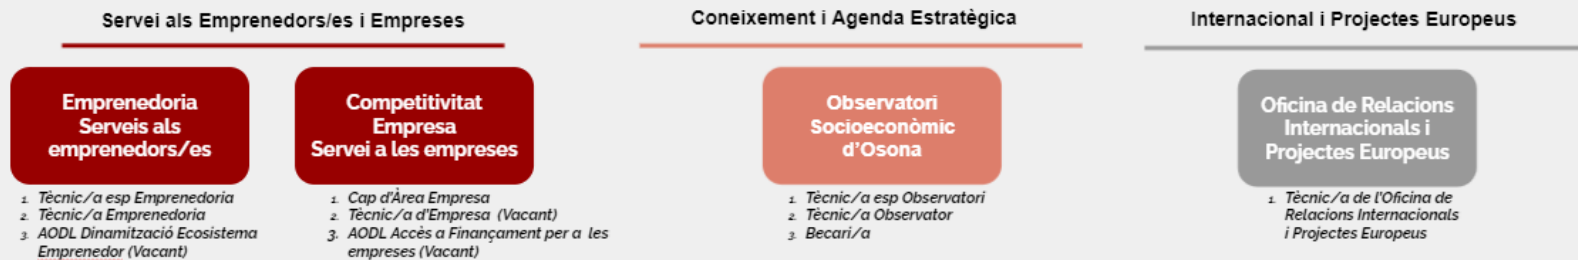 Servei als Emprenedors/es i Empreses
Emprenedoria
Serveis als
emprenedors/es
1. Tècnic/a esp Emprenedoria
2. Tècnic/a Emprenedoria
3. AODL Dinamització Ecosistema
Emprenedor (Vacant)
Competitivitat
Empresa
Servei a les empreses
1. Cap d'Àrea Empresa
2. Tècnic/a d'Empresa (Vacant)
3. AODL Accès a Finançament per a les
empreses (Vacant)
Coneixement i Agenda Estratègica
Observatori
Socioeconòmic
d'Osona
1. Tècnic/a esp Observatori
2. Tècnic/a Observator
3. Becari/a
Internacional i Projectes Europeus
Oficina de Relacions
Internacionals i
Projectes Europeus
1. Tècnic/a de l'Oficina de
Relacions Internacionals
i Projectes Europeus